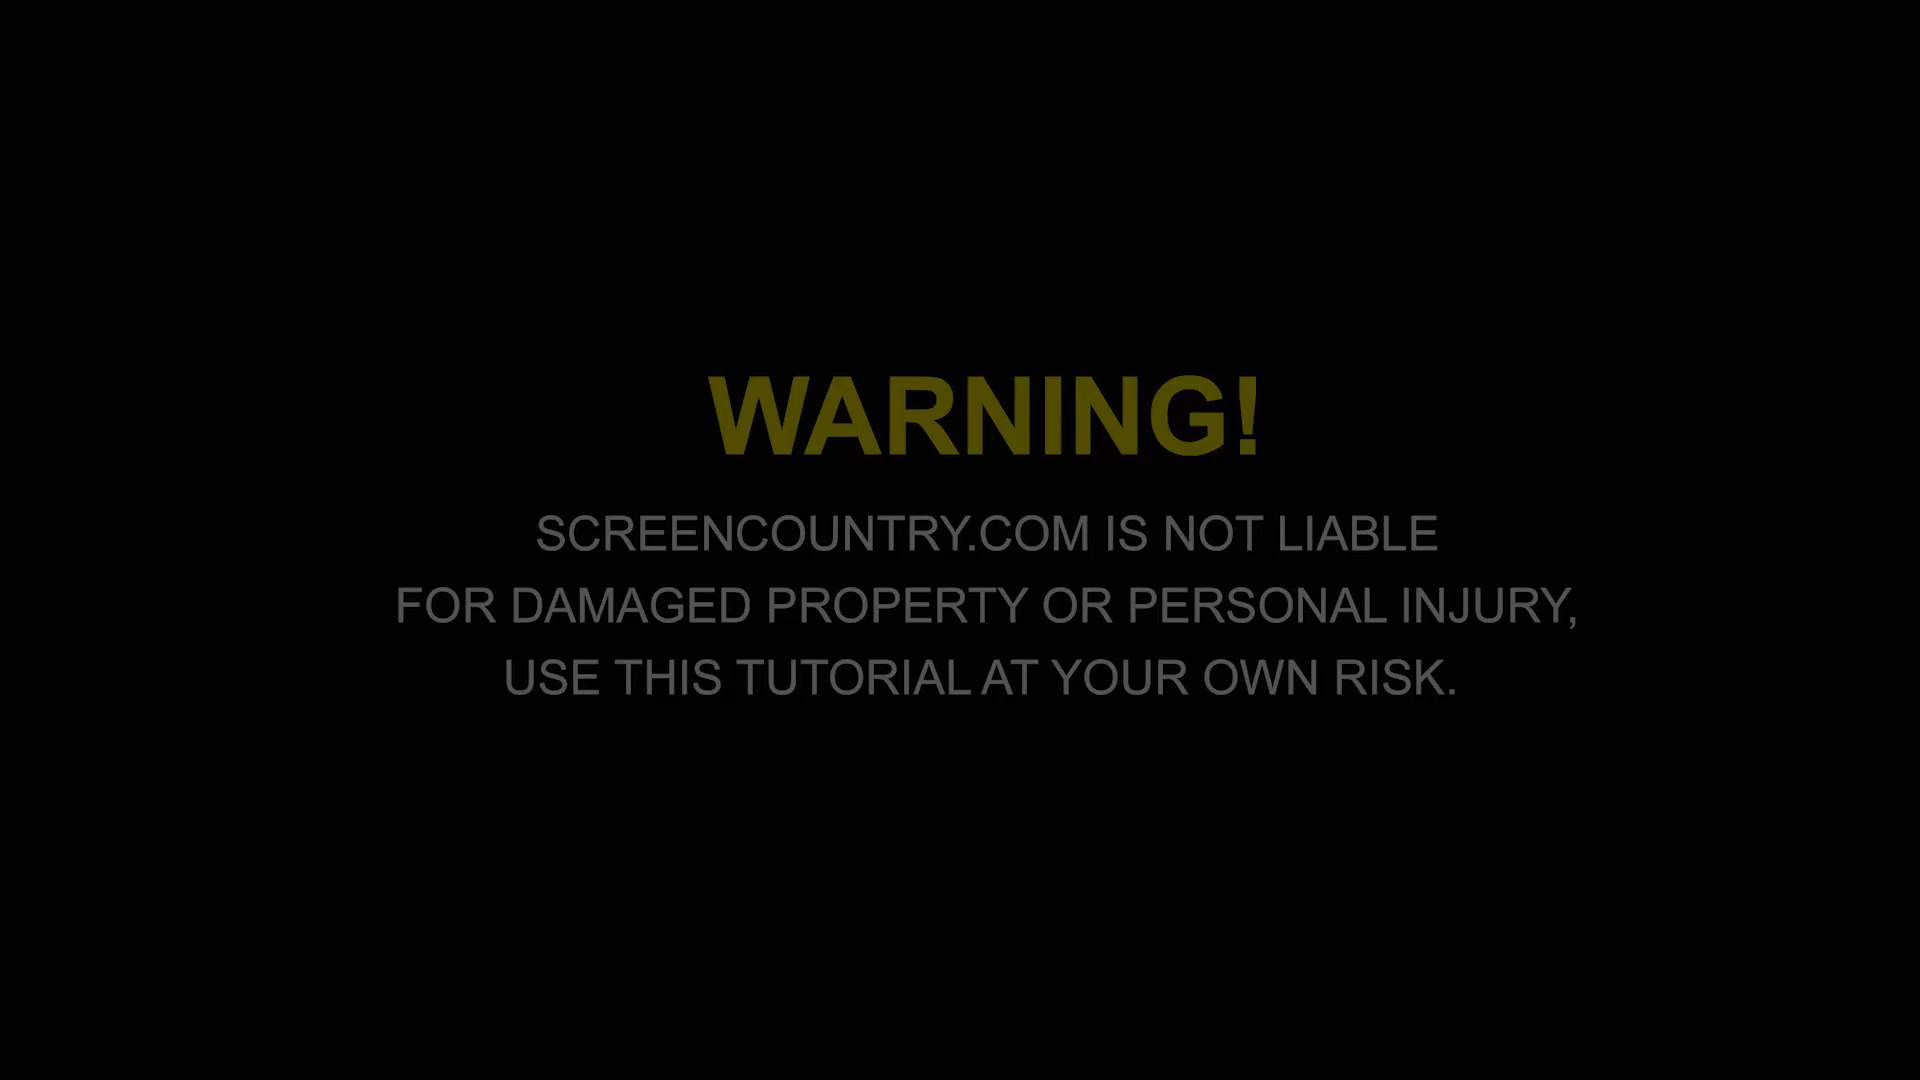 WARNING!
SCREENCOUNTRY.COM IS NOT LIABLE
FOR DAMAGED PROPERTY OR PERSONAL INJURY,
USE THIS TUTORIAL AT YOUR OWN RISK.